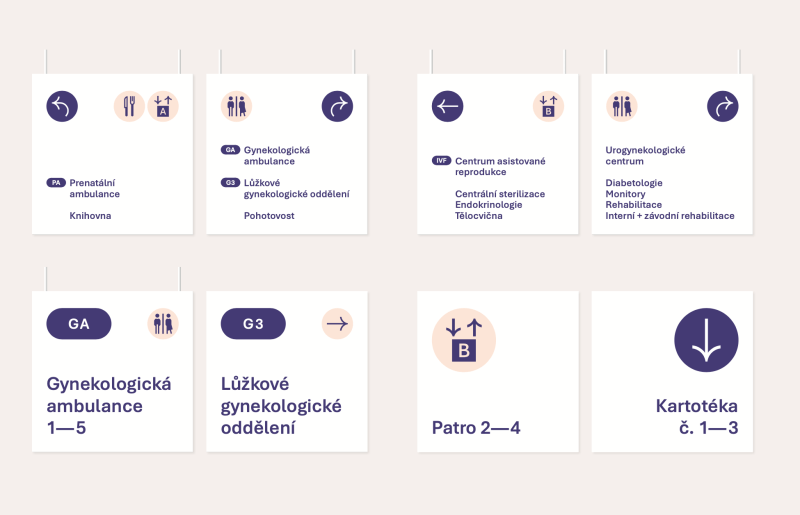 A
PA Prenatální
ambulance
Knihovna
GA Gynekologická
ambulance
G3 Lůžkové
gynekologické oddělení
Pohotovost
B
IVF Centrum asistované
reprodukce
Centrální sterilizace
Endokrinologie
Tělocvična
Urogynekologické
centrum
Diabetologie
Monitory
Rehabilitace
Interní + závodní rehabilitace
GA
Gynekologická
ambulance
1—5
G3
Lůžkové
gynekologické
oddělení
B
Patro 2—4
Kartotéka
č. 1—3